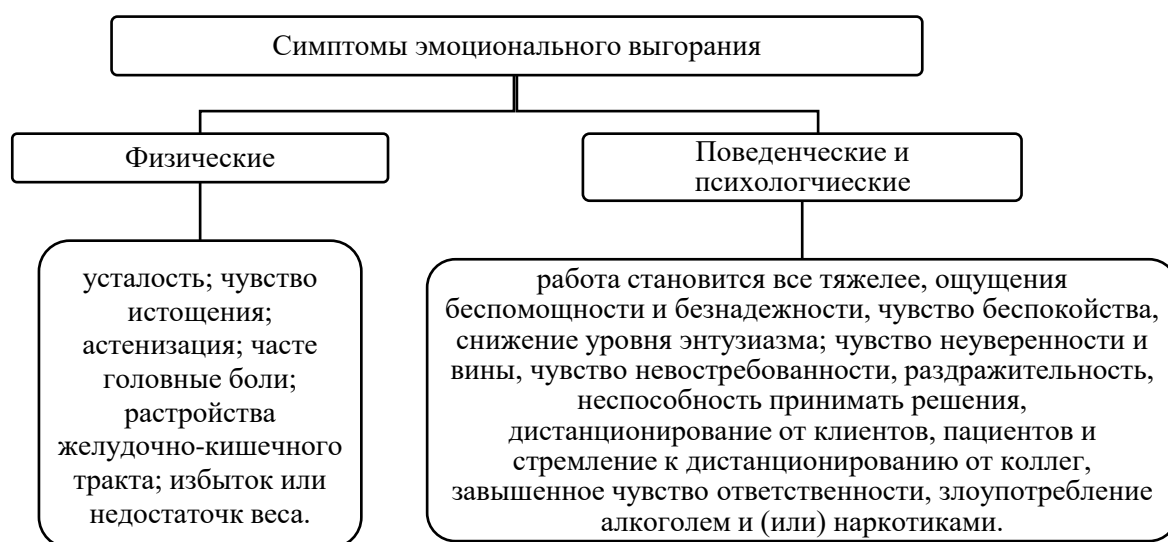 Симптомы эмоционального выгорания
Физические
Поведенческие и
психологчиеские
усталость; чувство
истощения;
астенизация; часте
головные боли;
растройства
желудочно-кишечного
тракта; избыток или
недостаточк веса.
работа становится все тяжелее, ощущения
беспомощности и безнадежности, чувство беспокойства,
снижение уровня энтузиазма; чувство неуверенности и
вины, чувство невостребованности, раздражительность,
неспособность принимать решения,
дистанционирование от клиентов, пациентов и
стремление к дистанционированию от коллег,
завышенное чувство ответственности, злоупотребление
алкоголем и (или) наркотиками.